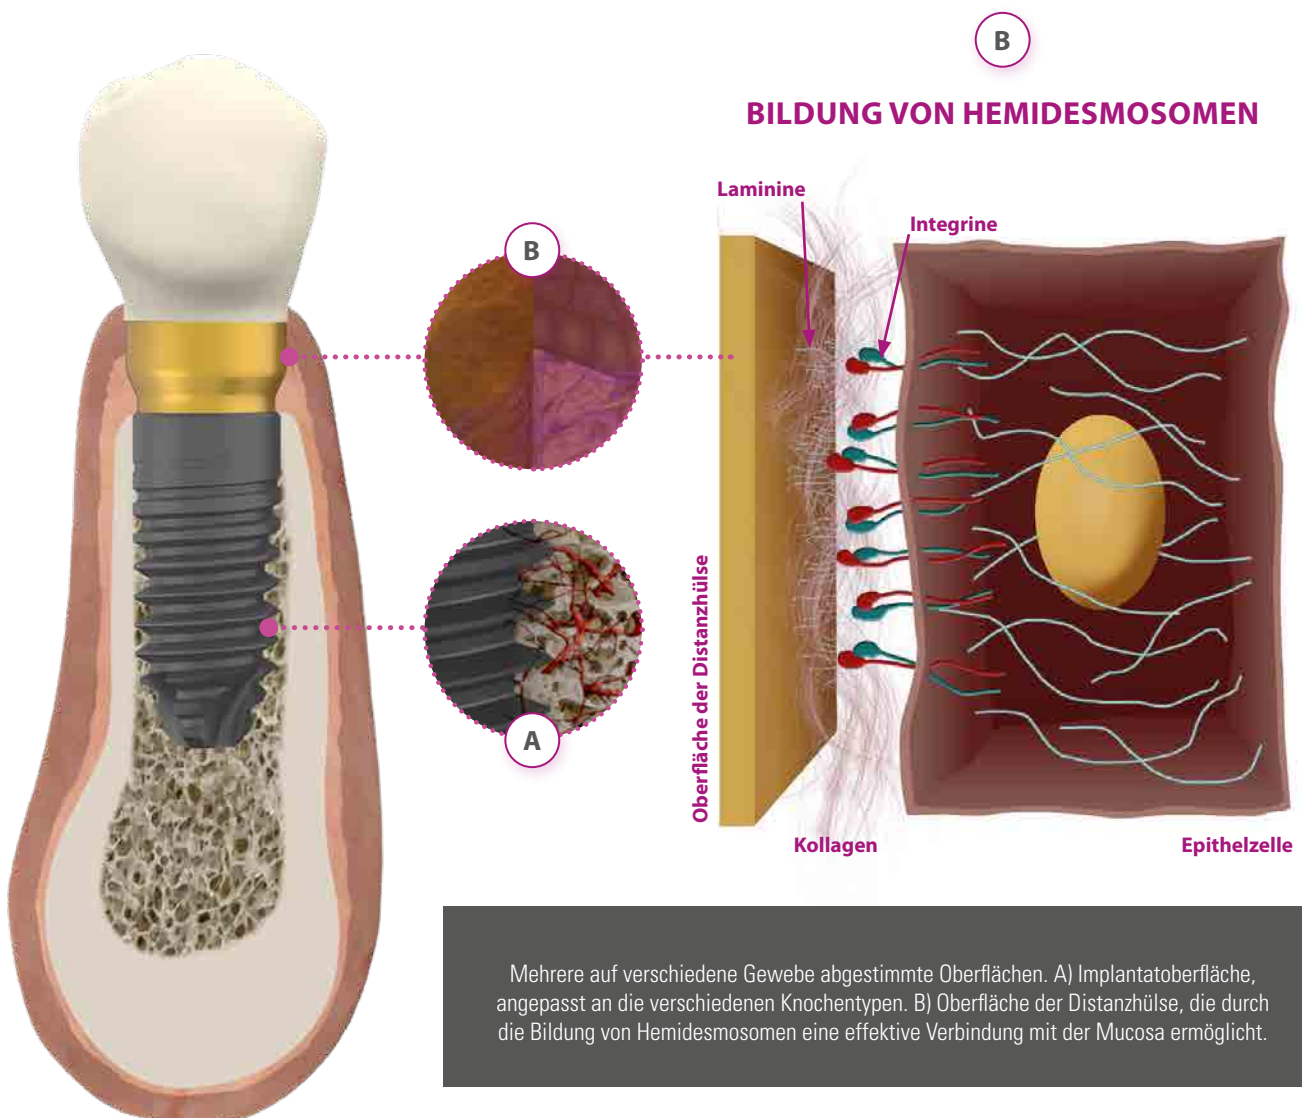 B
BILDUNG VON HEMIDESMOSOMEN
Laminine
Integrine
B
Oberfläche der Distanzhülse
A
Kollagen
Epithelzelle
Mehrere auf verschiedene Gewebe abgestimmte Oberflächen. A) Implantatoberfläche,
angepasst an die verschiedenen Knochentypen. B) Oberfläche der Distanzhülse, die durch
die Bildung von Hemidesmosomen eine effektive Verbindung mit der Mucosa ermöglicht.